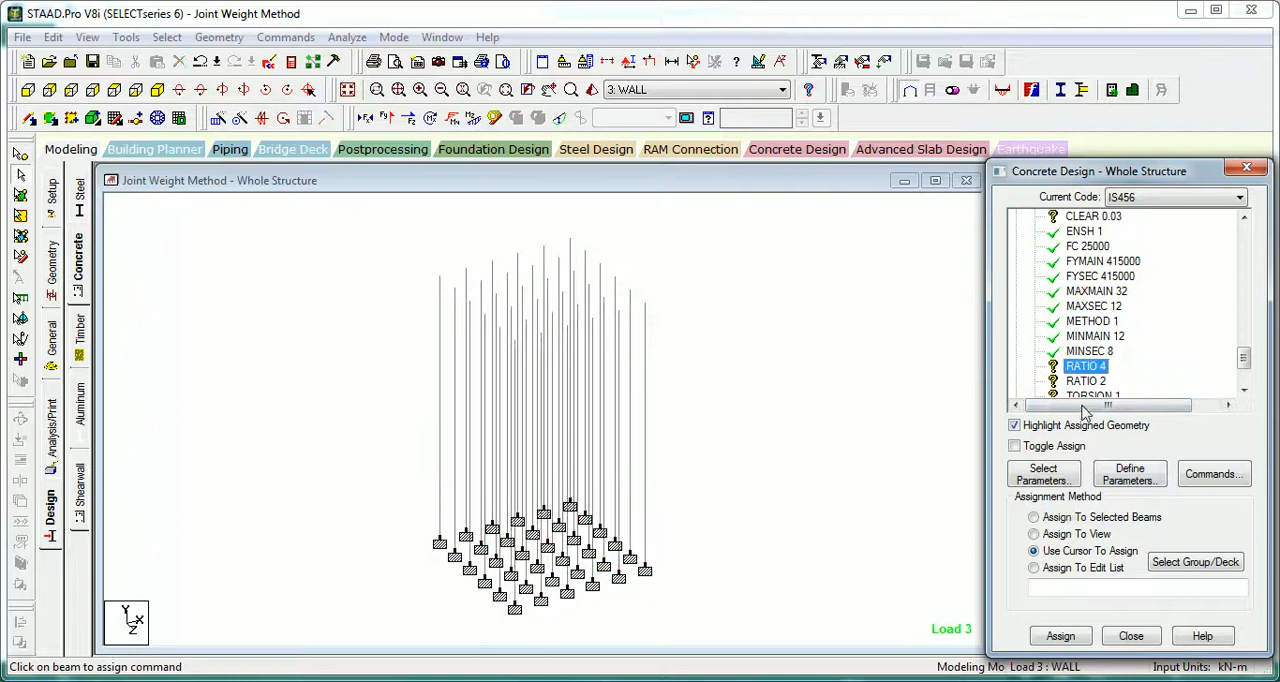 STAAD.Pro V8i (SELECTseries 6) - Joint Weight Method
File Edit View Tools Select Geometry Commands Analyze Mode Window Help
3: WALL
Modeling Building Planner Piping Bridge Deck Postprocessing Foundation Design Steel Design RAM Connection Concrete Design Advanced Slab Design Earthquake
Setup
Geometry
General
Analysis/Print
Design
Steel
Concrete
Timber
Aluminum
Shearwall
Joint Weight Method - Whole Structure
Y
X
Z
Load 3
Concrete Design - Whole Structure
Current Code: IS456
CLEAR 0.03
ENSH 1
FC 25000
FYMAIN 415000
FYSEC 415000
MAXMAIN 32
MAXSEC 12
METHOD 1
MINMAIN 12
MINSEC 8
RATIO 4
RATIO 2
TORSION 1
Highlight Assigned Geometry
Toggle Assign
Select Parameters..
Define Parameters..
Commands...
Assignment Method
Assign To Selected Beams
Assign To View
Use Cursor To Assign
Assign To Edit List
Select Group/Deck
Assign Close Help
Click on beam to assign command
Modeling Mo Load 3 : WALL Input Units: kN-m